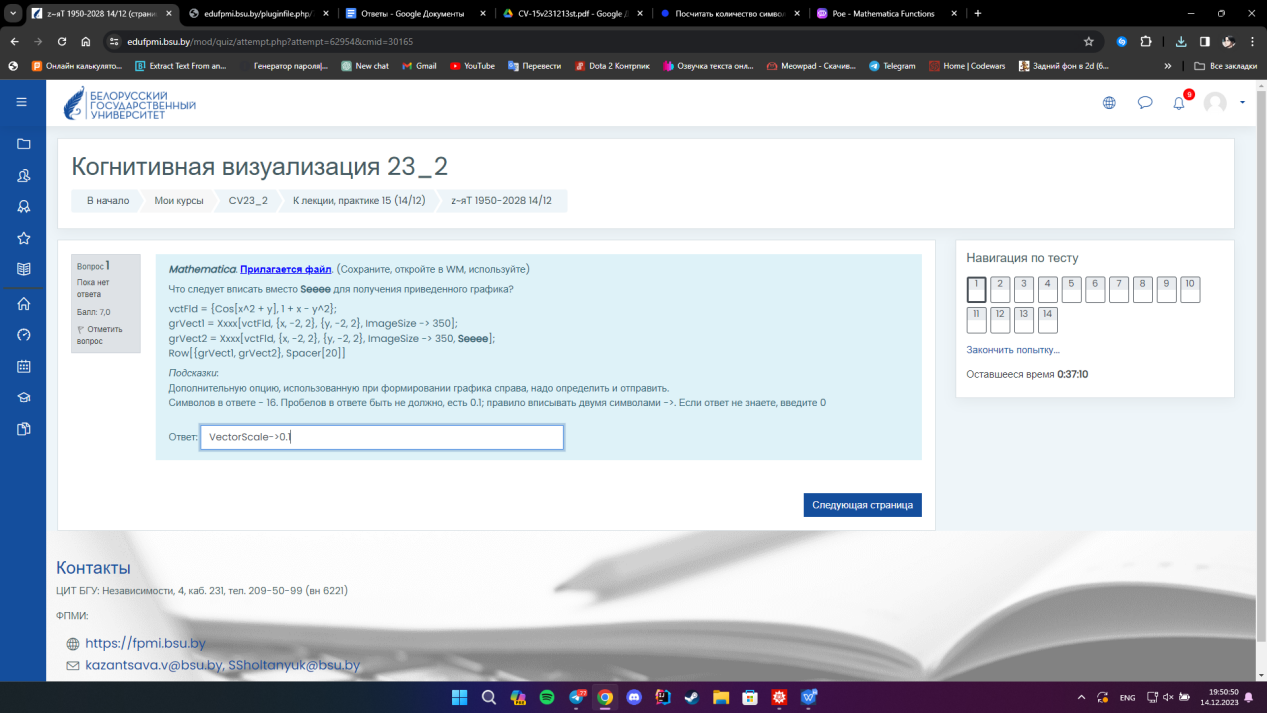 z~яТ 1950-2028 14/12 (страни
edufpmi.bsu.by/pluginfile.php/
Ответы - Google Документы
CV-15v231213st.pdf - Google Д
Посчитать количество символ
Poe - Mathematica Functions
edufpmi.bsu.by/mod/quiz/attempt.php?attempt=62954&cmid=30165
Онлайн калькулято...
Extract Text From an...
Генератор пароля|...
New chat
Gmail
YouTube
Перевести
Dota 2 Контрпик
Озвучка текста онл...
Meowpad - Скачив...
Telegram
Home | Codewars
Задний фон в 2d (6...
»
Все закладки
БЕЛОРУССКИЙ
ГОСУДАРСТВЕННЫЙ
УНИВЕРСИТЕТ
9
Когнитивная визуализация 23_2
В начало
Мои курсы
CV23_2
К лекции, практике 15 (14/12)
z~яТ 1950-2028 14/12
Вопрос 1
Пока нет
ответа
Балл: 7,0
Отметить
вопрос
Mathematica. Прилагается файл. (Сохраните, откройте в WM, используйте)
Что следует вписать вместо Seeee для получения приведенного графика?
vctFld = {Cos[x^2 + y], 1 + x - y^2};
grVect1 = Xxxx[vctFld, {x, -2, 2}, {y, -2, 2}, ImageSize -> 350];
grVect2 = Xxxx[vctFld, {x, -2, 2}, {y, -2, 2}, ImageSize -> 350, Seeee];
Row[{grVect1, grVect2}, Spacer[20]]
Подсказки:
Дополнительную опцию, использованную при формировании графика справа, надо определить и отправить.
Символов в ответе - 16. Пробелов в ответе быть не должно, есть 0.1; правило вписывать двумя символами ->. Если ответ не знаете, введите 0
Ответ: VectorScale->0.1
Следующая страница
Навигация по тесту
1 2 3 4 5 6 7 8 9 10
11 12 13 14
Закончить попытку...
Оставшееся время 0:37:10
Контакты
ЦИТ БГУ: Независимости, 4, каб. 231, тел. 209-50-99 (вн 6221)
ФПМИ:
https://fpmi.bsu.by
kazantsava.v@bsu.by, SSholtanyuk@bsu.by
ENG
19:50:50
14.12.2023